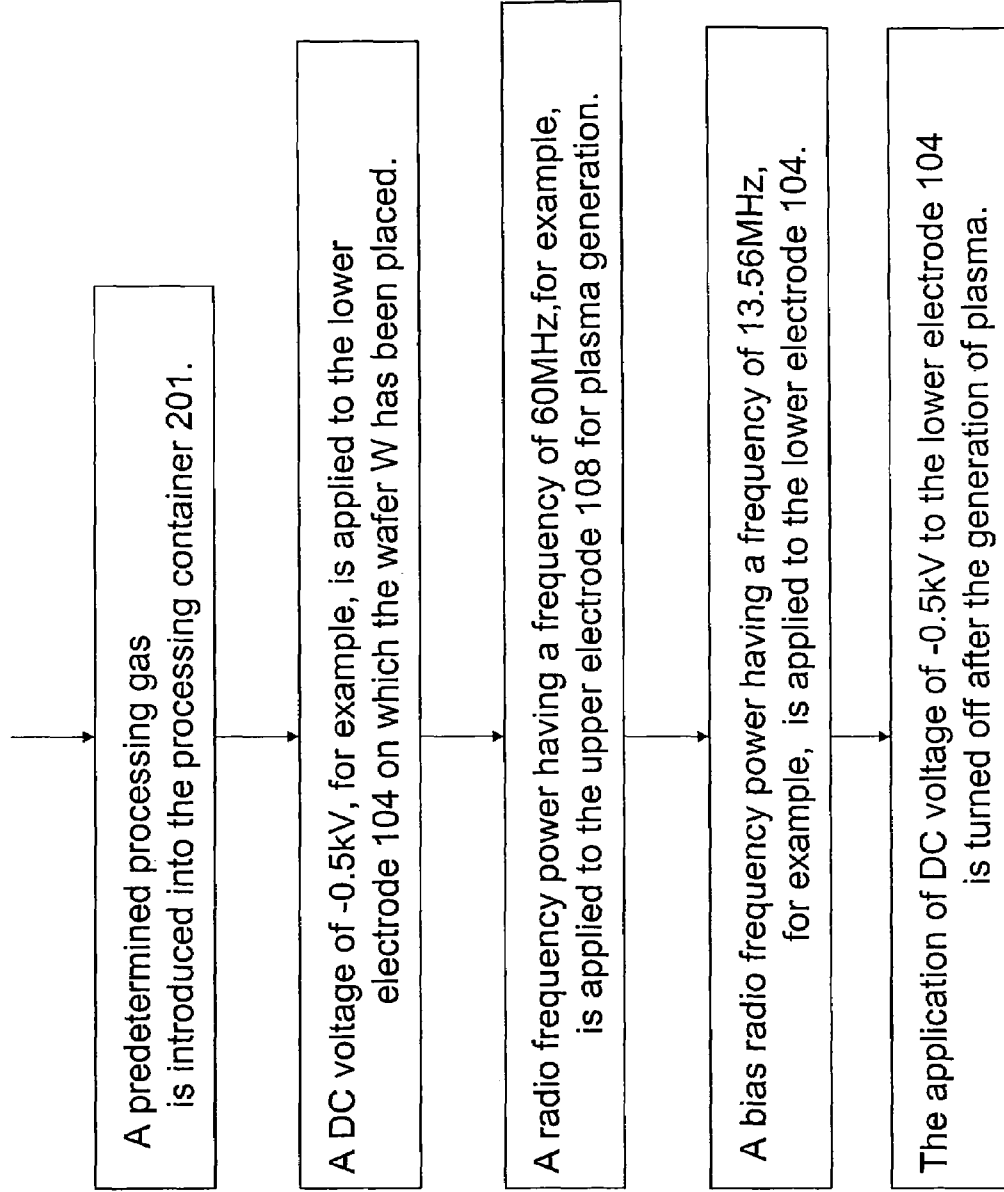 A predetermined processing gas
is introduced into the processing container 201.
A DC voltage of -0.5kV, for example, is applied to the lower
electrode 104 on which the wafer W has been placed.
A radio frequency power having a frequency of 60MHz,for example,
is applied to the upper electrode 108 for plasma generation.
A bias radio frequency power having a frequency of 13.56MHz,
for example, is applied to the lower electrode 104.
The application of DC voltage of -0.5kV to the lower electrode 104
is turned off after the generation of plasma.